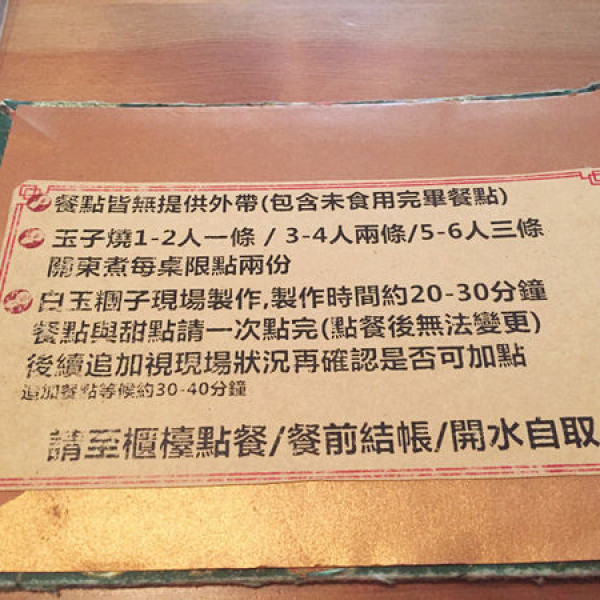 餐點皆無提供外帶(包含未食用完畢餐點)
玉子燒1-2人一條 / 3-4人兩條/5-6人三條
關東煮每桌限點兩份
白玉糰子現場製作,製作時間約20-30分鐘
餐點與甜點請一次點完(點餐後無法變更)
後續追加視現場狀況再確認是否可加點
追加餐點等候約30-40分鐘
請至櫃檯點餐/餐前結帳/開水自取